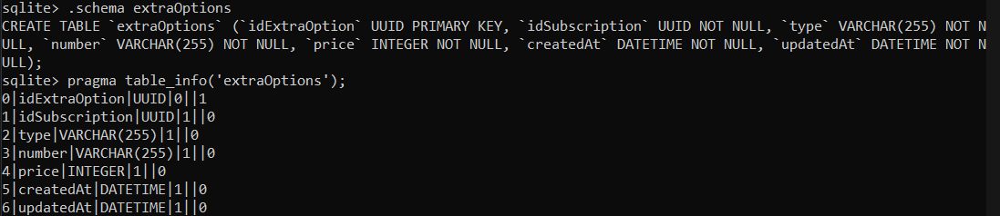 sqlite> .schema extraOptions
CREATE TABLE `extraOptions` (`idExtraOption` UUID PRIMARY KEY, `idSubscription` UUID NOT NULL, `type` VARCHAR(255) NOT N
ULL, `number` VARCHAR(255) NOT NULL, `price` INTEGER NOT NULL, `createdAt` DATETIME NOT NULL, `updatedAt` DATETIME NOT N
ULL);
sqlite> pragma table_info('extraOptions');
0|idExtraOption|UUID|0||1
1|idSubscription|UUID|1||0
2|type|VARCHAR(255)|1||0
3|number|VARCHAR(255)|1||0
4|price|INTEGER|1||0
5|createdAt|DATETIME|1||0
6|updatedAt|DATETIME|1||0